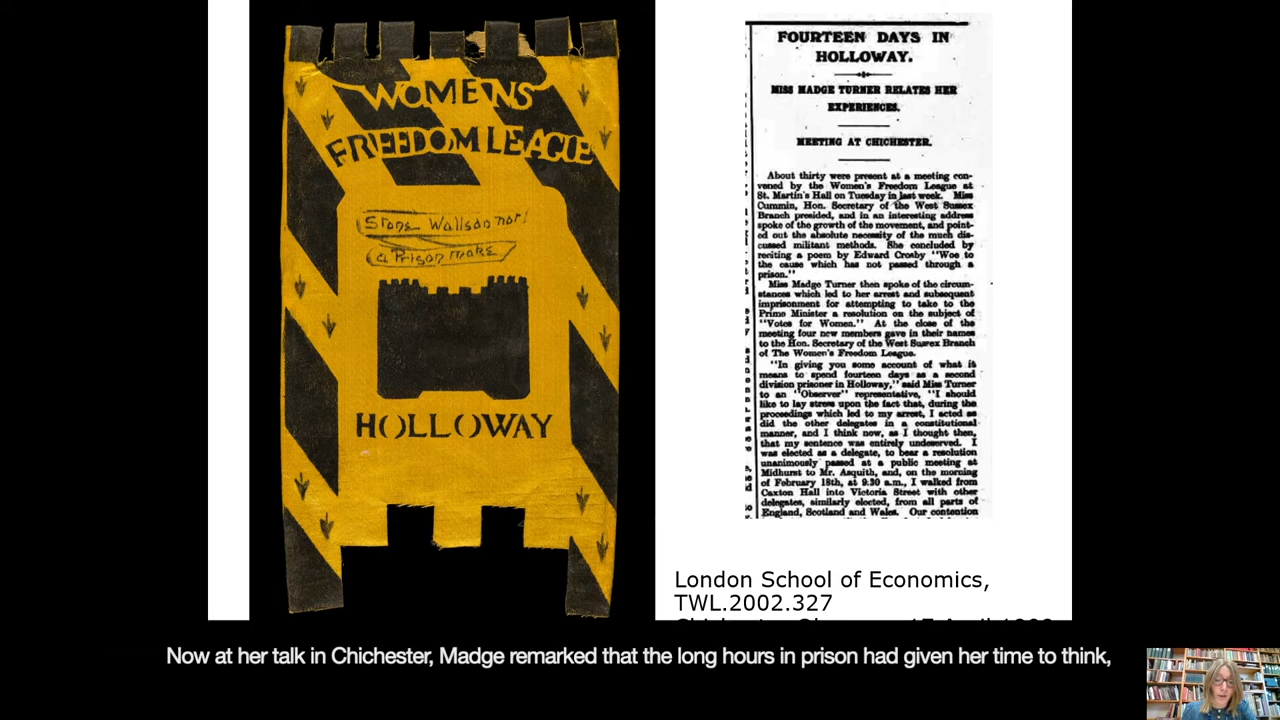 WOMENS
FREEDOM LEAGUE
Stone Walls do not
a Prison make
HOLLOWAY
FOURTEEN DAYS IN
HOLLOWAY.
MISS MADGE TURNER RELATES HER
EXPERIENCES.
MEETING AT CHICHESTER.
About thirty were present at a meeting con-
vened by the Women's Freedom League at
St. Martin's Hall on Tuesday in last week. Miss
Cummin, Hon. Secretary of the West Sussex
Branch presided, and in an interesting address
spoke of the growth of the movement, and point-
ed out the absolute necessity of the much dis-
cussed militant methods. She concluded by
reciting a poem by Edward Crosby "Woe to
the cause which has not passed through a
prison."
Miss Madge Turner then spoke of the circum-
stances which led to her arrest and subsequent
imprisonment for attempting to take to the
Prime Minister a resolution on the subject of
"Votes for Women." At the close of the
meeting four new members gave in their names
to the Hon. Secretary of the West Sussex Branch
of The Women's Freedom League.
"In giving you some account of what it
means to spend fourteen days as a second
division prisoner in Holloway," said Miss Turner
to an "Observer" representative, "I should
like to lay stress upon the fact that, during the
proceedings which led to my arrest, I acted as
did the other delegates in a constitutional
manner, and I think now, as I thought then,
that my sentence was entirely undeserved. I
was elected as a delegate, to bear a resolution
unanimously passed at a public meeting at
Midhurst to Mr. Asquith, and, on the morning
of February 18th, at 9:30 a.m., I walked from
Caxton Hall into Victoria Street with other
delegates, similarly elected, from all parts of
England, Scotland and Wales. Our contention
London School of Economics,
TWL.2002.327
Now at her talk in Chichester, Madge remarked that the long hours in prison had given her time to think,